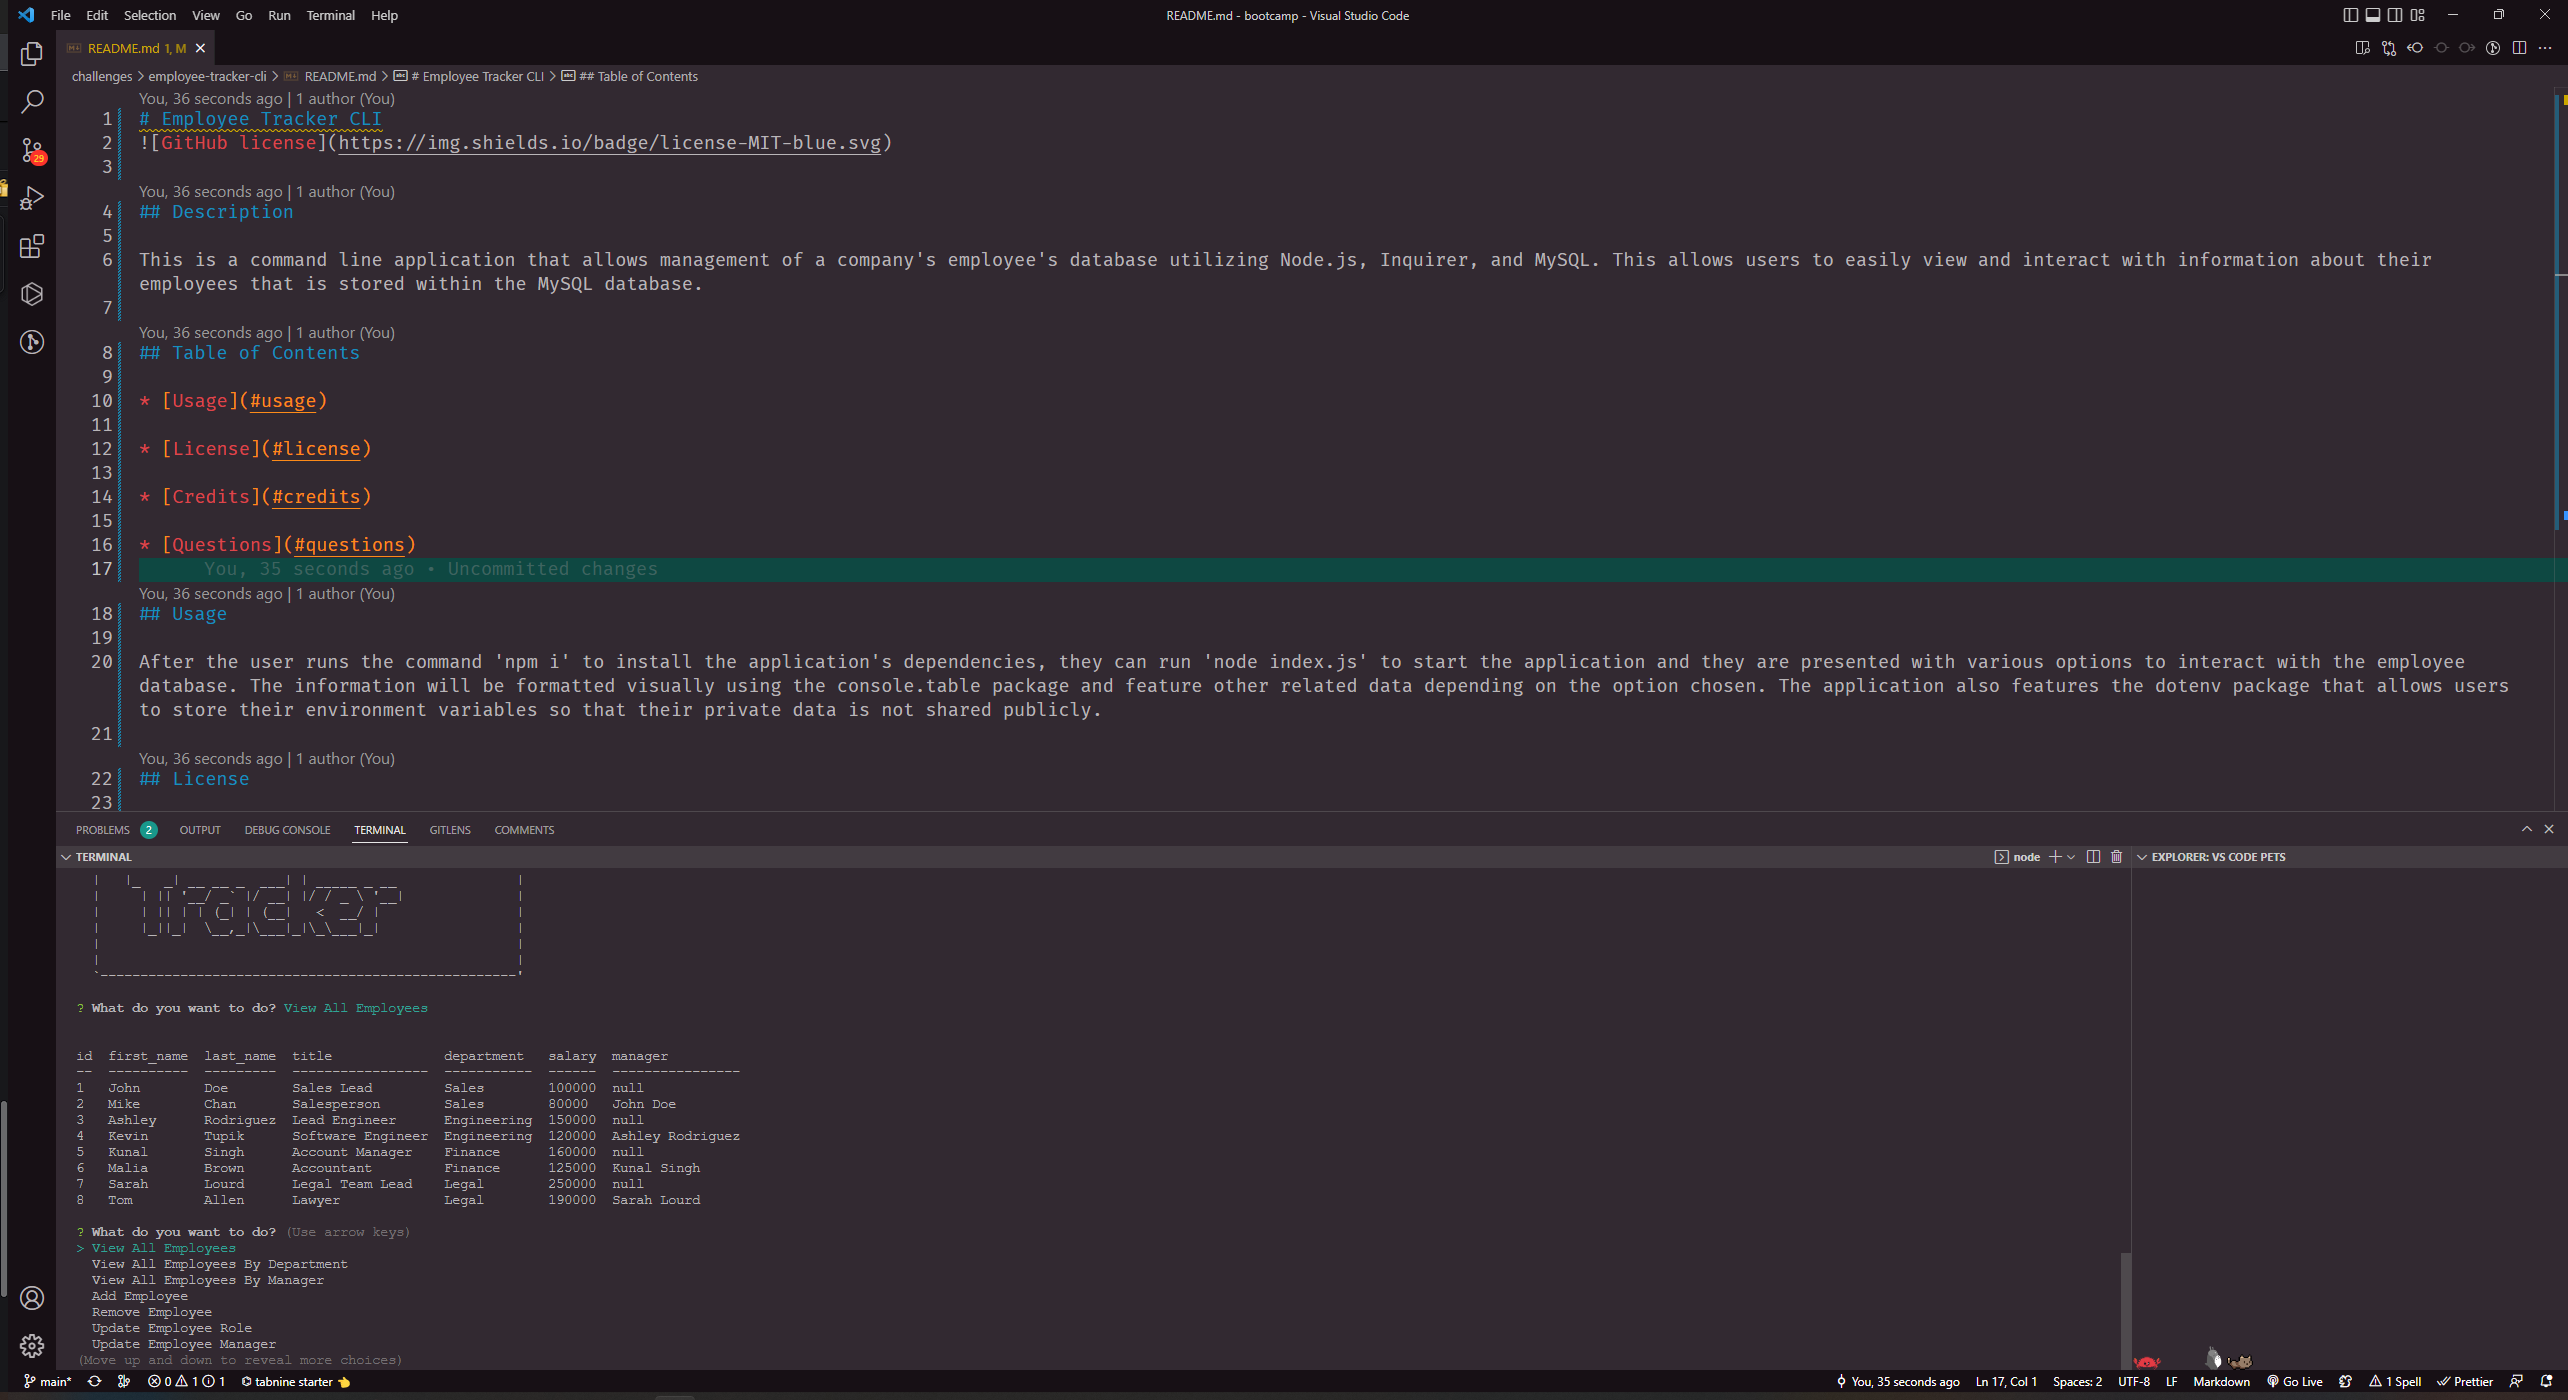 File Edit Selection View Go Run Terminal Help
README.md - bootcamp - Visual Studio Code
README.md 1, M
challenges > employee-tracker-cli > README.md > # Employee Tracker CLI > ## Table of Contents
You, 36 seconds ago | 1 author (You)
1 # Employee Tracker CLI
2 ![GitHub license](https://img.shields.io/badge/license-MIT-blue.svg)
3
You, 36 seconds ago | 1 author (You)
4 ## Description
5
6 This is a command line application that allows management of a company's employee's database utilizing Node.js, Inquirer, and MySQL. This allows users to easily view and interact with information about their
employees that is stored within the MySQL database.
7
You, 36 seconds ago | 1 author (You)
8 ## Table of Contents
9
10 * [Usage](#usage)
11
12 * [License](#license)
13
14 * [Credits](#credits)
15
16 * [Questions](#questions)
17 You, 35 seconds ago • Uncommitted changes
You, 36 seconds ago | 1 author (You)
18 ## Usage
19
20 After the user runs the command 'npm i' to install the application's dependencies, they can run 'node index.js' to start the application and they are presented with various options to interact with the employee
database. The information will be formatted visually using the console.table package and feature other related data depending on the option chosen. The application also features the dotenv package that allows users
to store their environment variables so that their private data is not shared publicly.
21
You, 36 seconds ago | 1 author (You)
22 ## License
23
29
PROBLEMS 2 OUTPUT DEBUG CONSOLE TERMINAL GITLENS COMMENTS
TERMINAL
node
EXPLORER: VS CODE PETS
Tracker
? What do you want to do? View All Employees
id first_name last_name title department salary manager
-- ---------- --------- ----------------- ----------- ------ ----------------
1 John Doe Sales Lead Sales 100000 null
2 Mike Chan Salesperson Sales 80000 John Doe
3 Ashley Rodriguez Lead Engineer Engineering 150000 null
4 Kevin Tupik Software Engineer Engineering 120000 Ashley Rodriguez
5 Kunal Singh Account Manager Finance 160000 null
6 Malia Brown Accountant Finance 125000 Kunal Singh
7 Sarah Lourd Legal Team Lead Legal 250000 null
8 Tom Allen Lawyer Legal 190000 Sarah Lourd
? What do you want to do? (Use arrow keys)
> View All Employees
View All Employees By Department
View All Employees By Manager
Add Employee
Remove Employee
Update Employee Role
Update Employee Manager
(Move up and down to reveal more choices)
main* 0 1 1 tabnine starter You, 35 seconds ago Ln 17, Col 1 Spaces: 2 UTF-8 LF Markdown Go Live 1 Spell Prettier